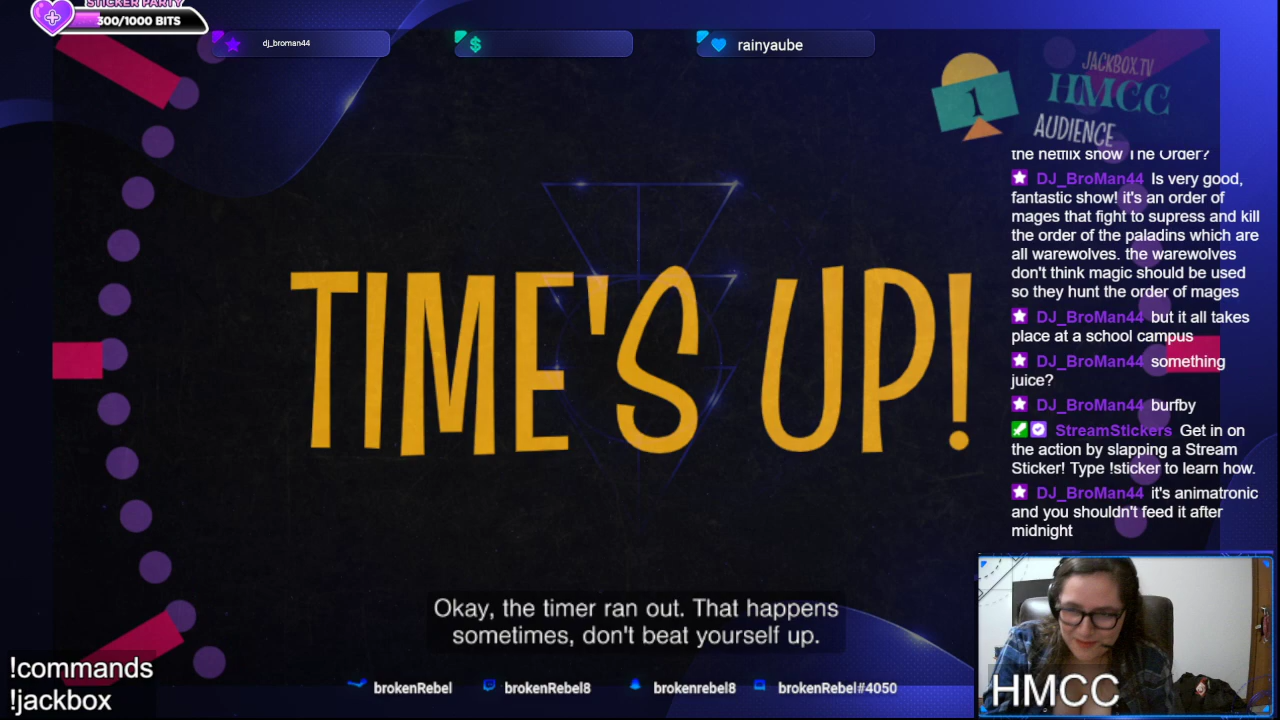 STICKER PARTY
300/1000 BITS
dj_broman44
$
rainyaube
1
JACKBOX.TV
HMCC
AUDIENCE
the netflix show The Order?
DJ_BroMan44 Is very good,
fantastic show! it's an order of
mages that fight to supress and kill
the order of the paladins which are
all warewolves. the warewolves
don't think magic should be used
so they hunt the order of mages
DJ_BroMan44 but it all takes
place at a school campus
DJ_BroMan44 something
juice?
DJ_BroMan44 burfby
StreamStickers Get in on
the action by slapping a Stream
Sticker! Type !sticker to learn how.
DJ_BroMan44 it's animatronic
and you shouldn't feed it after
midnight
TIME'S UP!
Okay, the timer ran out. That happens
sometimes, don't beat yourself up.
!commands
!jackbox
brokenRebel
brokenRebel8
brokenrebel8
brokenRebel#4050
HMCC